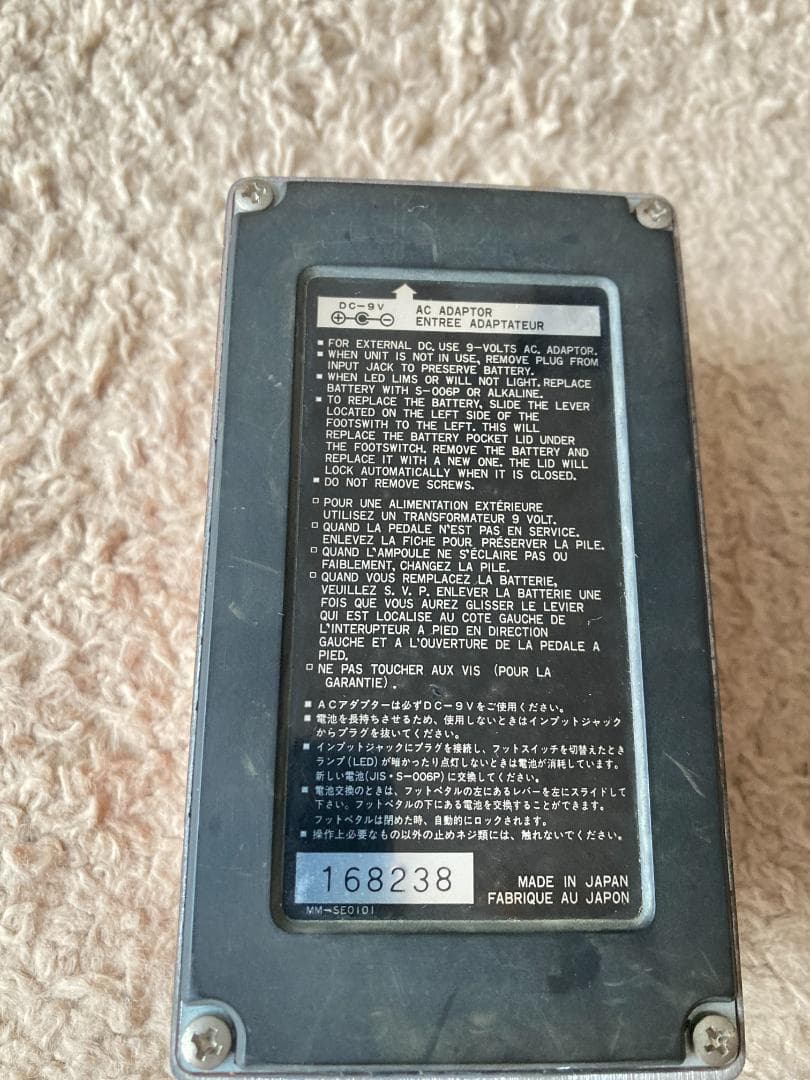 DC-9V
AC ADAPTOR
ENTREE ADAPTATEUR
■ FOR EXTERNAL DC, USE 9-VOLTS AC. ADAPTOR.
■ WHEN UNIT IS NOT IN USE, REMOVE PLUG FROM
INPUT JACK TO PRESERVE BATTERY.
■ WHEN LED LIMS OR WILL NOT LIGHT, REPLACE
BATTERY WITH S-006P OR ALKALINE.
■ TO REPLACE THE BATTERY, SLIDE THE LEVER
LOCATED ON THE LEFT SIDE OF THE
FOOTSWITH TO THE LEFT. THIS WILL
REPLACE THE BATTERY POCKET LID UNDER
THE FOOTSWITCH. REMOVE THE BATTERY AND
REPLACE IT WITH A NEW ONE. THE LID WILL
LOCK AUTOMATICALLY WHEN IT IS CLOSED.
■ DO NOT REMOVE SCREWS.
□ POUR UNE ALIMENTATION EXTÉRIEURE
UTILISEZ UN TRANSFORMATEUR 9 VOLT.
□ QUAND LA PEDALE N'EST PAS EN SERVICE.
ENLEVEZ LA FICHE POUR PRÉSERVER LA PILE.
□ QUAND L'AMPOULE NE S'ÉCLAIRE PAS OU
FAIBLEMENT, CHANGEZ LA PILE.
□ QUAND VOUS REMPLACEZ LA BATTERIE,
VEUILLEZ S. V. P. ENLEVER LA BATTERIE UNE
FOIS QUE VOUS AUREZ GLISSER LE LEVIER
QUI EST LOCALISE AU COTE GAUCHE DE
L'INTERUPTEUR A PIED EN DIRECTION
GAUCHE ET A L'OUVERTURE DE LA PEDALE A
PIED.
□ NE PAS TOUCHER AUX VIS (POUR LA
GARANTIE).
■ ACアダプターは必ずDC-9Vをご使用ください。
■ 電池を長持ちさせるため、使用しないときはインプットジャック
からプラグを抜いてください。
■ インプットジャックにプラグを接続し、フットスイッチを切替えたとき
ランプ(LED)が暗かったり点灯しないときは電池が消耗しています。
新しい電池(JIS・S-006P)に交換してください。
■ 電池交換のときは、フットペタルの左にあるレバーを左にスライドして
下さい。フットペタルの下にある電池を交換することができます。
フットペタルは閉めた時、自動的にロックされます。
■ 操作上必要なもの以外の止めネジ類には、触れないでください。
168238
MADE IN JAPAN
FABRIQUE AU JAPON
MM-SE0101